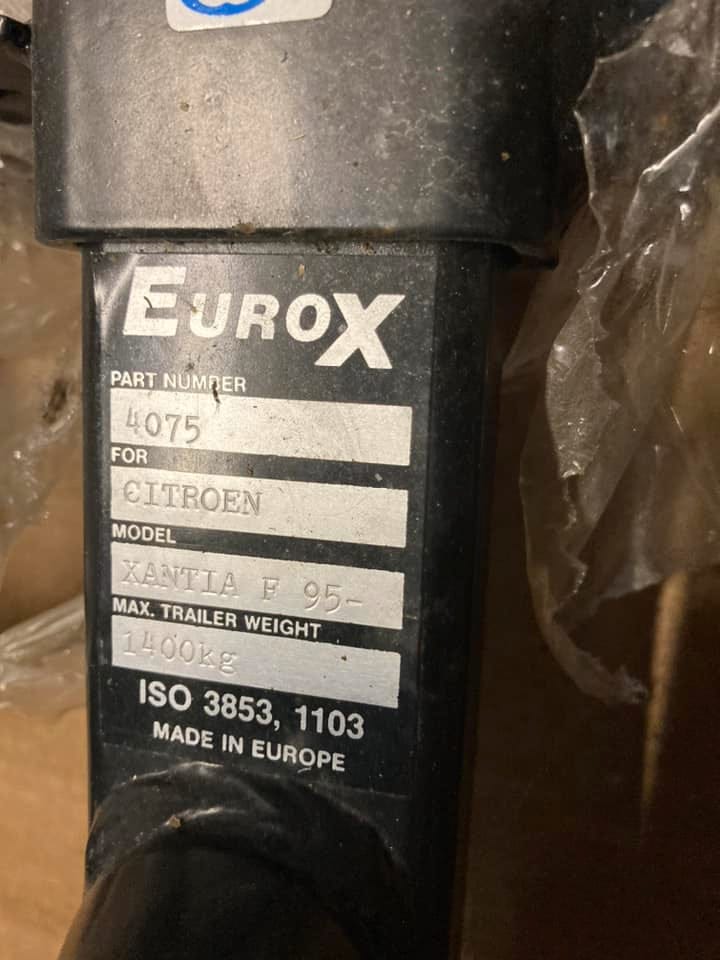 EUROX
PART NUMBER
4075
FOR
CITROEN
MODEL
XANTIA F 95-
MAX. TRAILER WEIGHT
1400kg
ISO 3853, 1103
MADE IN EUROPE